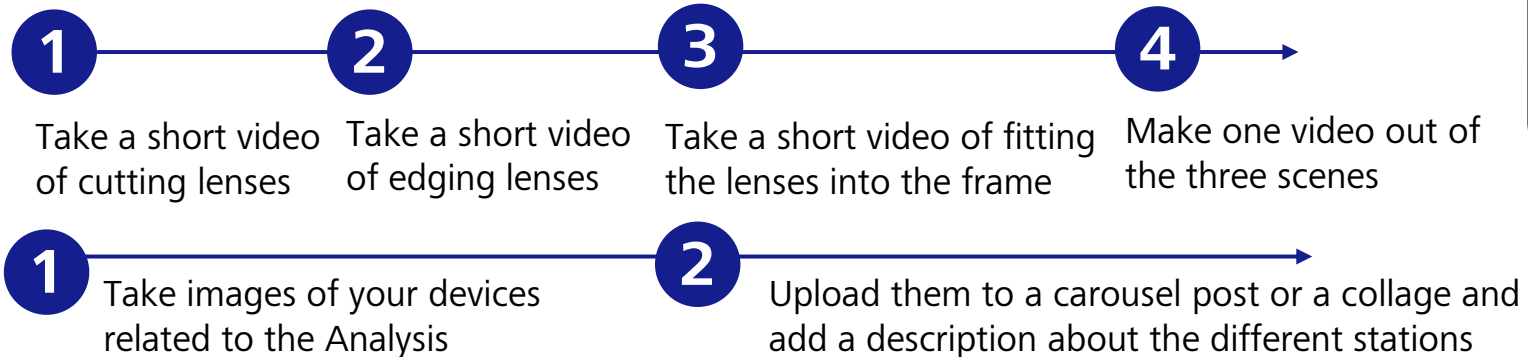 1
2
3
4
Take a short video
of cutting lenses
Take a short video
of edging lenses
Take a short video of fitting
the lenses into the frame
Make one video out of
the three scenes
1
2
Take images of your devices
related to the Analysis
Upload them to a carousel post or a collage and
add a description about the different stations